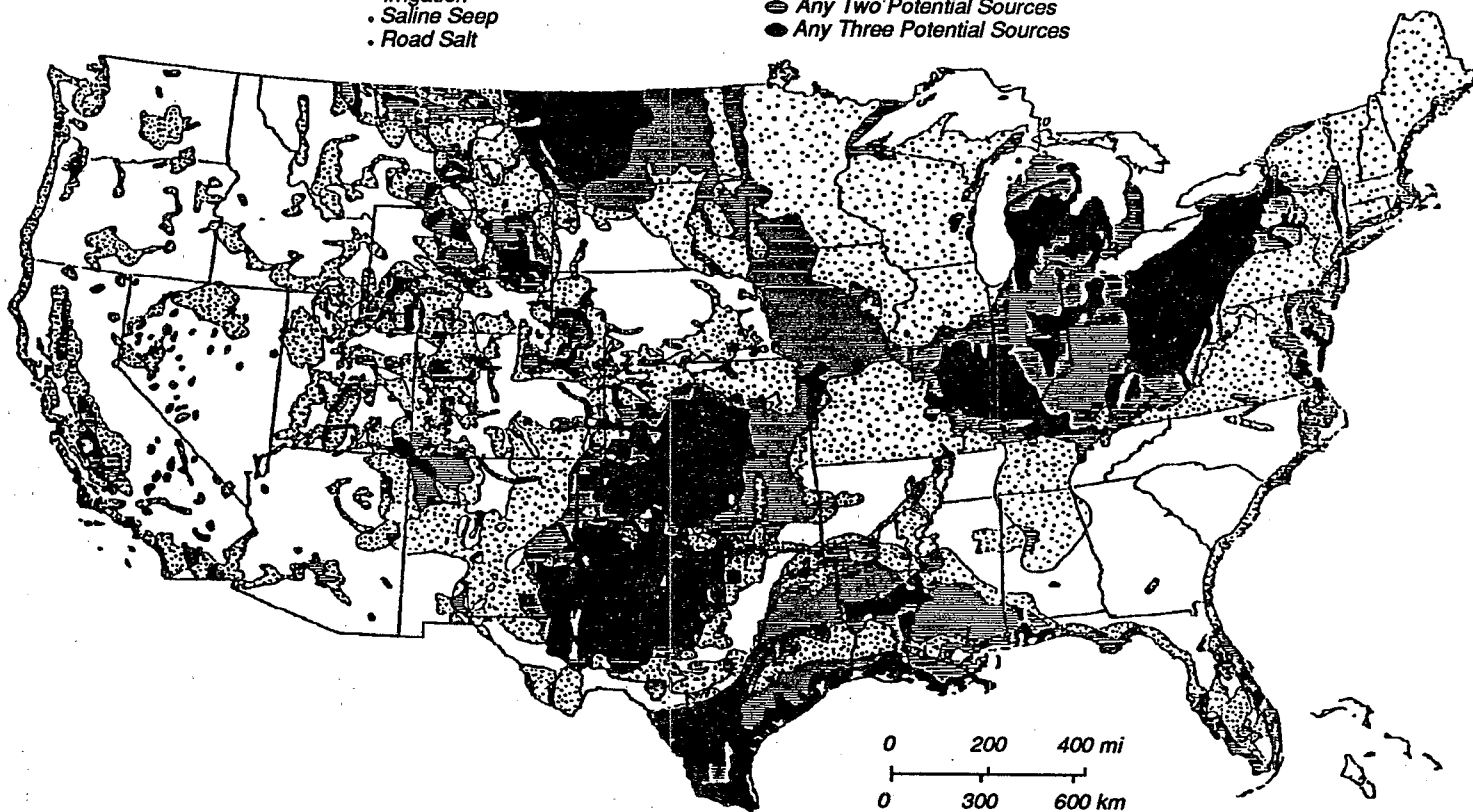 Irrigation
. Saline Seep
. Road Salt
Any Two Potential Sources
Any Three Potential Sources
0 200 400 mi
0 300 600 km